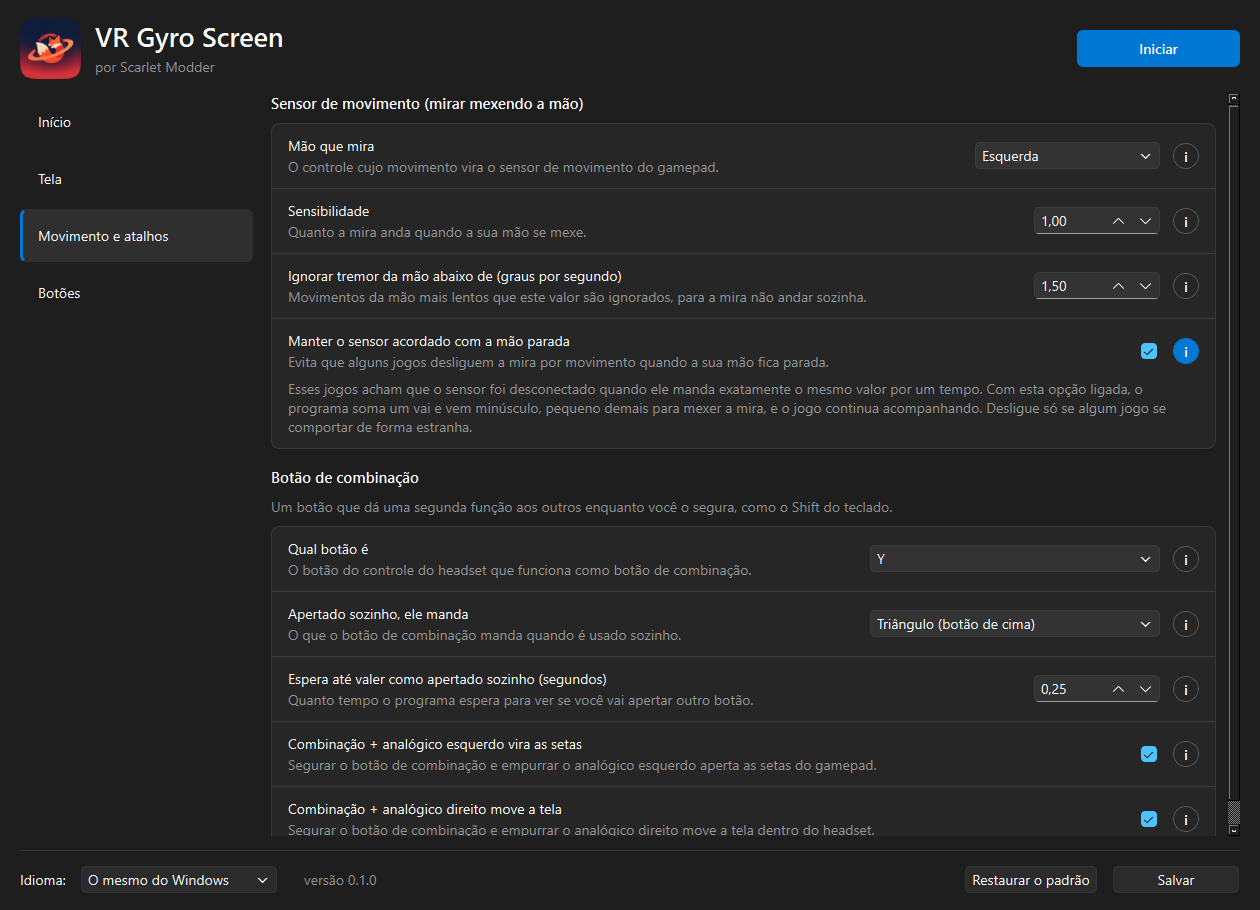 VR Gyro Screen
por Scarlet Modder
Iniciar
Início
Tela
Movimento e atalhos
Botões
Sensor de movimento (mirar mexendo a mão)
Mão que mira
O controle cujo movimento vira o sensor de movimento do gamepad.
Esquerda
Sensibilidade
Quanto a mira anda quando a sua mão se mexe.
1,00
Ignorar tremor da mão abaixo de (graus por segundo)
Movimentos da mão mais lentos que este valor são ignorados, para a mira não andar sozinha.
1,50
Manter o sensor acordado com a mão parada
Evita que alguns jogos desliguem a mira por movimento quando a sua mão fica parada.
Esses jogos acham que o sensor foi desconectado quando ele manda exatamente o mesmo valor por um tempo. Com esta opção ligada, o
programa soma um vai e vem minúsculo, pequeno demais para mexer a mira, e o jogo continua acompanhando. Desligue só se algum jogo se
comportar de forma estranha.
Botão de combinação
Um botão que dá uma segunda função aos outros enquanto você o segura, como o Shift do teclado.
Qual botão é
O botão do controle do headset que funciona como botão de combinação.
Y
Apertado sozinho, ele manda
O que o botão de combinação manda quando é usado sozinho.
Triângulo (botão de cima)
Espera até valer como apertado sozinho (segundos)
Quanto tempo o programa espera para ver se você vai apertar outro botão.
0,25
Combinação + analógico esquerdo vira as setas
Segurar o botão de combinação e empurrar o analógico esquerdo aperta as setas do gamepad.
Combinação + analógico direito move a tela
Segurar o botão de combinação e empurrar o analógico direito move a tela dentro do headset.
Idioma:
O mesmo do Windows
versão 0.1.0
Restaurar o padrão
Salvar